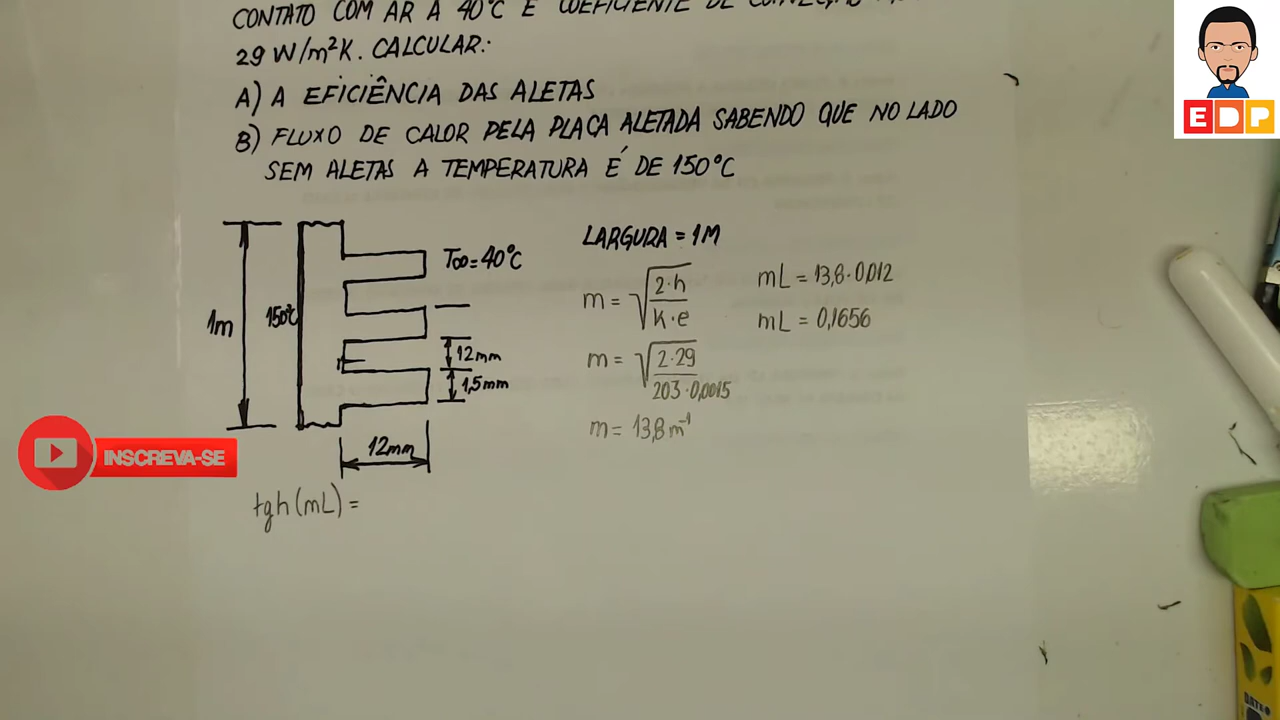 CONTATO COM AR A 40°C E COEFICIENTE DE
29 W/m²K. CALCULAR:
A) A EFICIÊNCIA DAS ALETAS
B) FLUXO DE CALOR PELA PLACA ALETADA SABENDO QUE NO LADO
SEM ALETAS A TEMPERATURA É DE 150°C
EDP
LARGURA = 1M
T∞ = 40°C
1m
150°C
12mm
1,5mm
12mm
m = √(2·h / k·e)
m = √(2·29 / 203·0,0015)
m = 13,8 m⁻¹
mL = 13,8·0,012
mL = 0,1656
INSCREVA-SE
tgh(mL) =